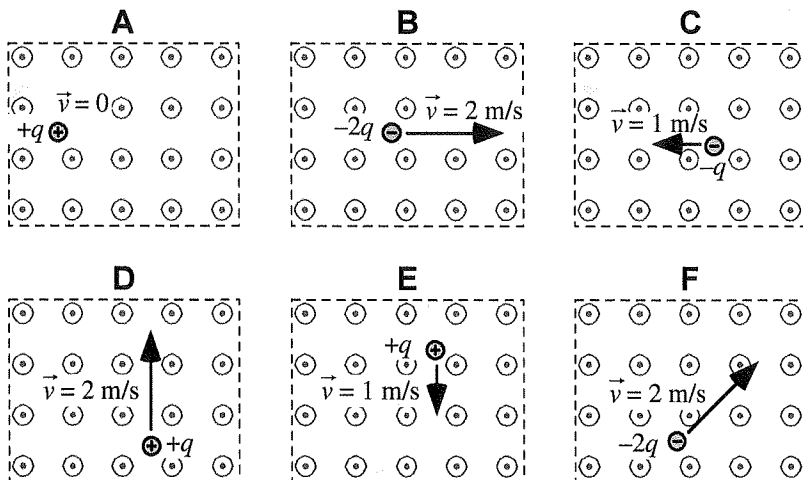 A
v⃗ = 0
+q
B
v⃗ = 2 m/s
−2q
C
v⃗ = 1 m/s
−q
D
v⃗ = 2 m/s
+q
E
+q
v⃗ = 1 m/s
F
v⃗ = 2 m/s
−2q